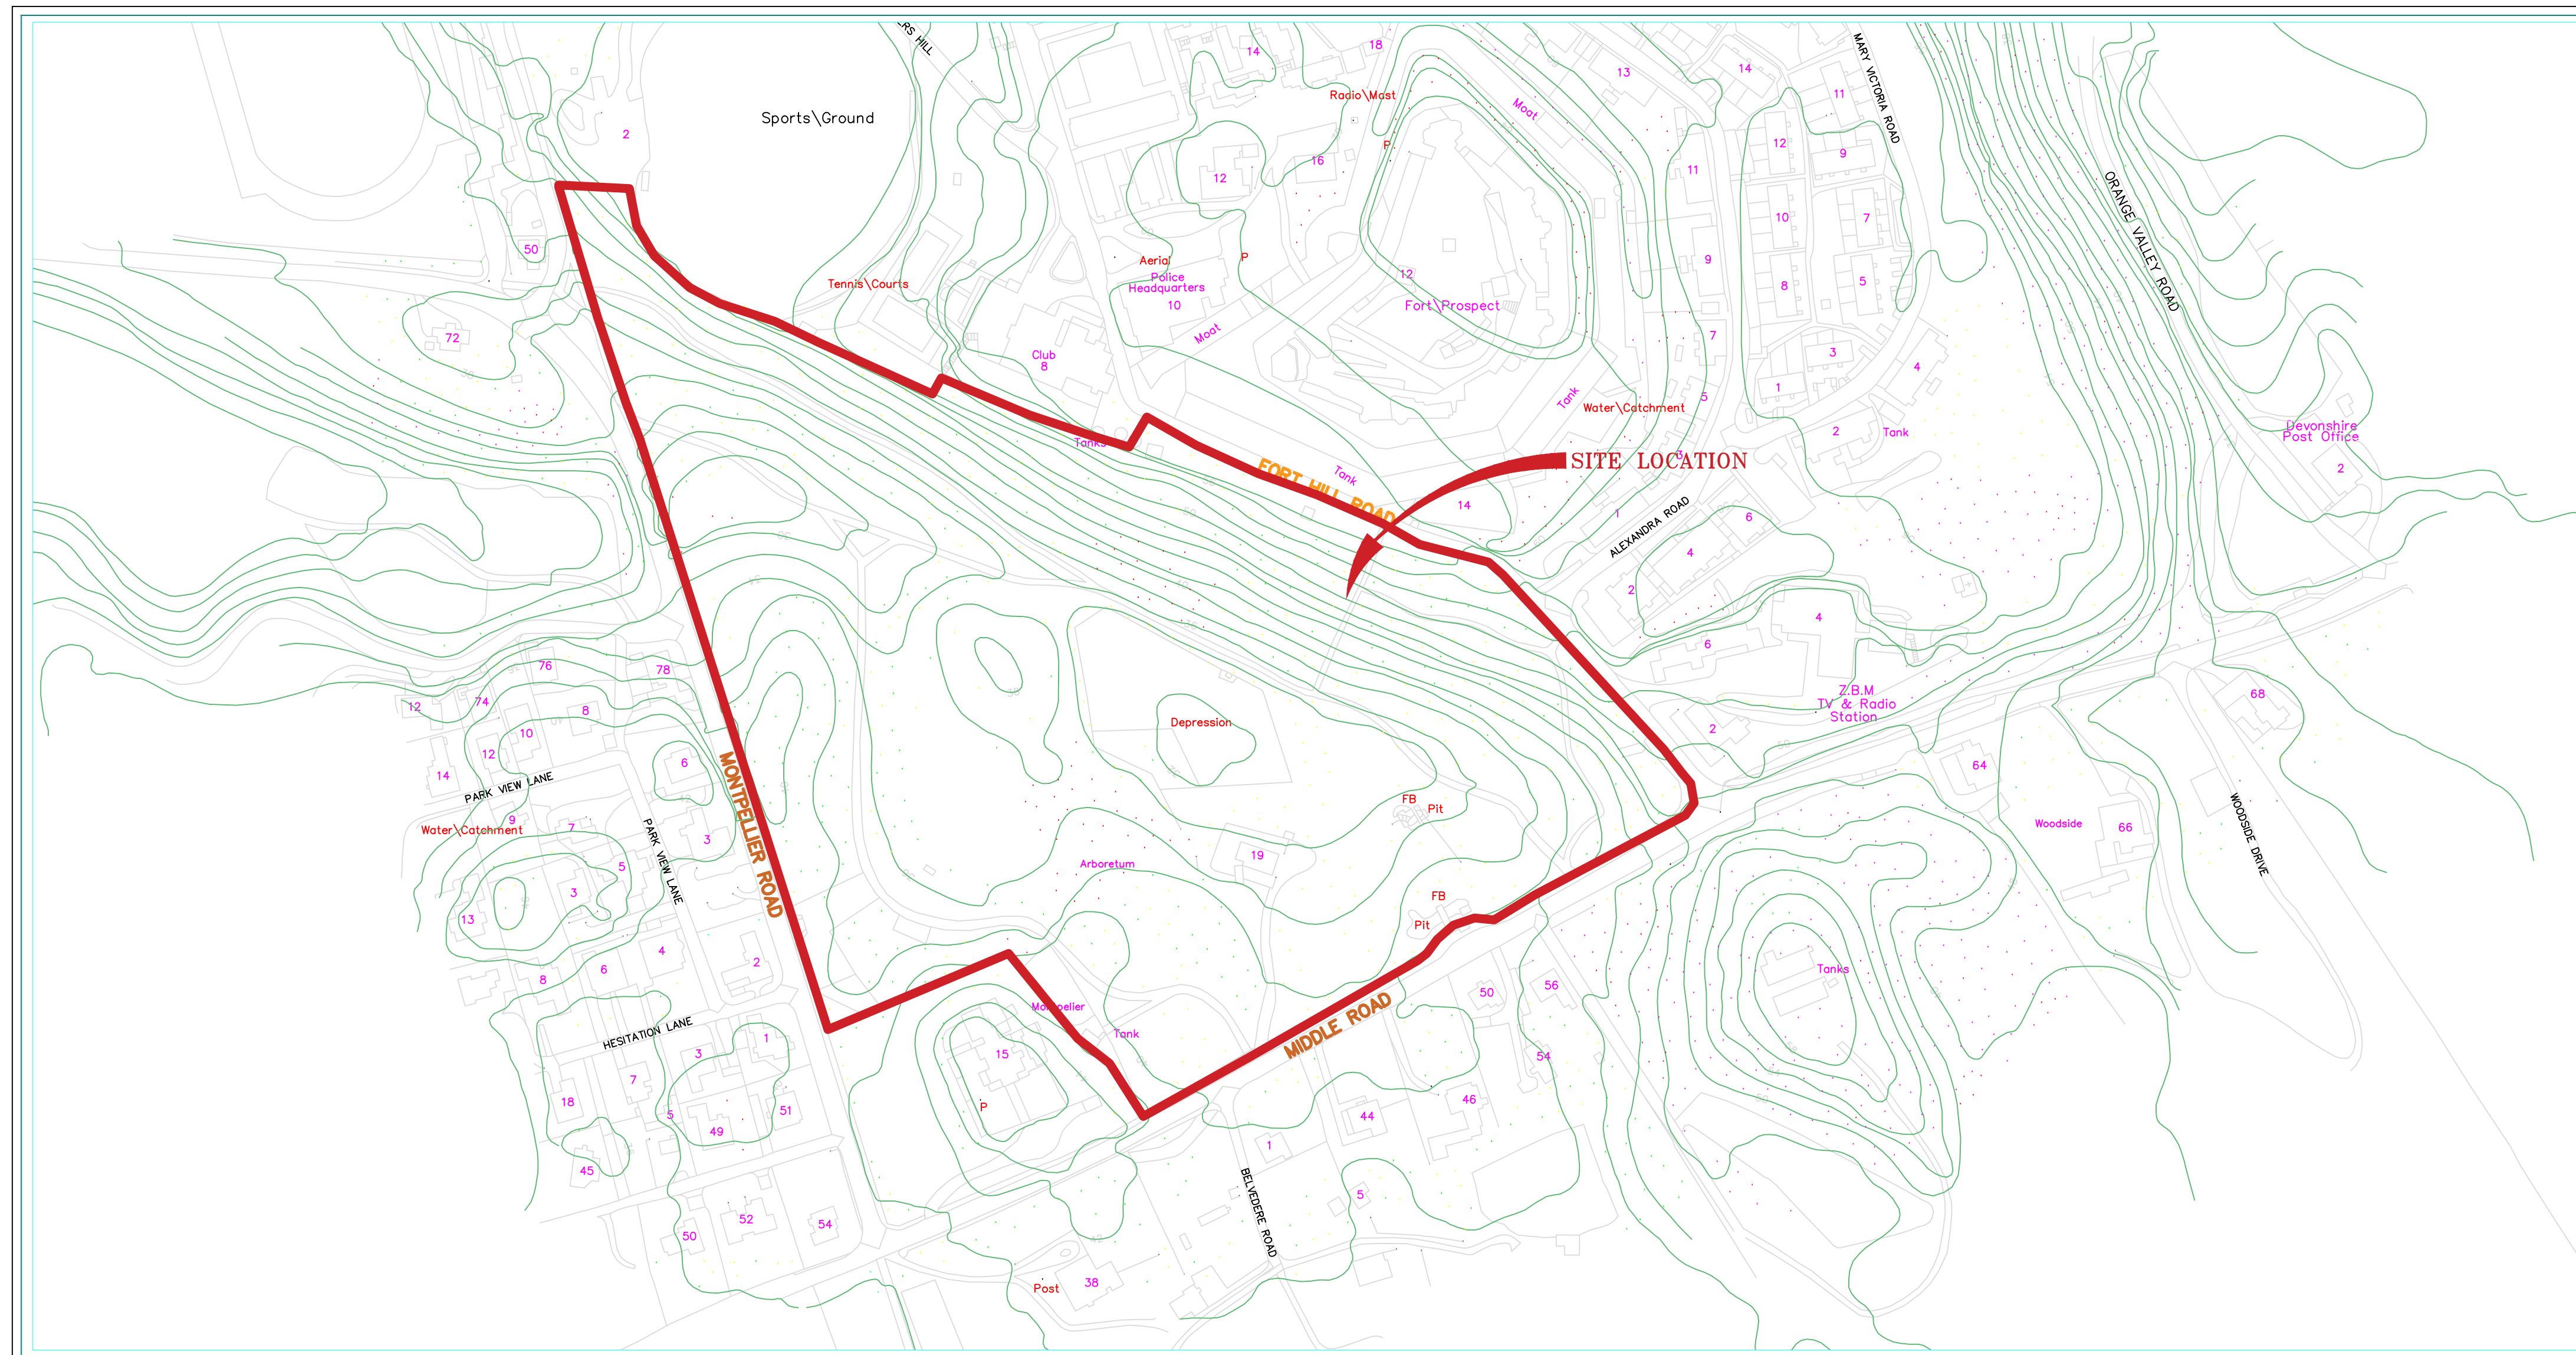 ERS HILL
14
18
13
14
MARY VICTORIA ROAD
11
Radio\Mast
Moat
2
Sports\Ground
P
12
9
16
12
11
ORANGE VALLEY ROAD
10
7
50
Aerial
P
9
Police
Headquarters
10
12
Tennis\Courts
8
5
Fort\Prospect
Moat
72
7
Club
8
3
4
1
Tank
5
Water\Catchment
2
Tank
Devonshire
Post Office
2
Tanks
3
FORT HILL ROAD
Tank
SITE LOCATION
14
1
ALEXANDRA ROAD
6
4
2
4
6
76
78
74
12
8
10
12
14
Z.B.M
TV & Radio
Station
68
Depression
2
6
64
MONTPELLIER ROAD
PARK VIEW LANE
FB
Pit
9
7
Water\Catchment
PARK VIEW LANE
3
Woodside
66
WOODSIDE DRIVE
19
Arboretum
5
3
13
FB
Pit
4
2
6
8
Tanks
56
50
Montpelier
Tank
MIDDLE ROAD
HESITATION LANE
1
3
15
54
7
18
P
5
51
49
46
44
1
45
BELVEDERE ROAD
5
52
54
50
38
Post